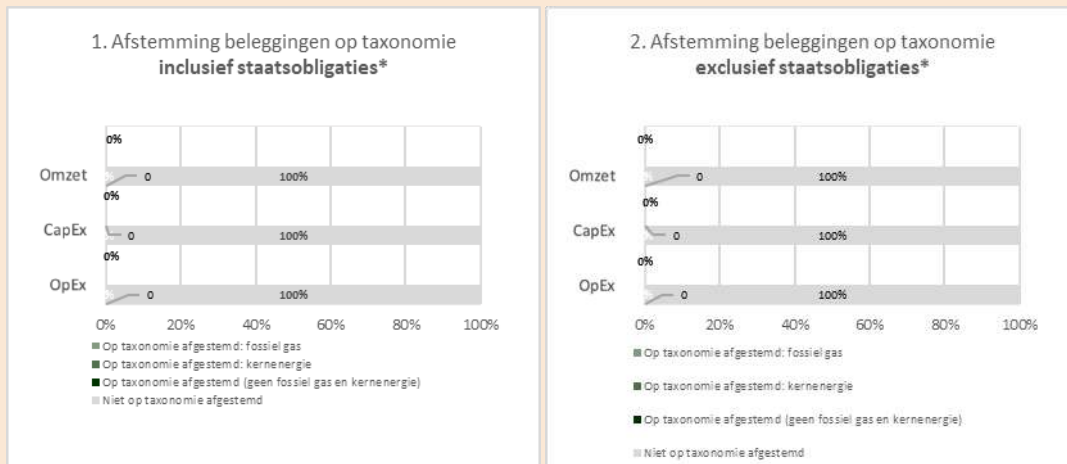 1. Afstemming beleggingen op taxonomie
inclusief staatsobligaties*
0%
Omzet 0 100%
0%
CapEx 0 100%
0%
OpEx 0 100%
0% 20% 40% 60% 80% 100%
Op taxonomie afgestemd: fossiel gas
Op taxonomie afgestemd: kernenergie
Op taxonomie afgestemd (geen fossiel gas en kernenergie)
Niet op taxonomie afgestemd
2. Afstemming beleggingen op taxonomie
exclusief staatsobligaties*
0%
Omzet 0 100%
0%
CapEx 0 100%
0%
OpEx 0 100%
0% 20% 40% 60% 80% 100%
Op taxonomie afgestemd: fossiel gas
Op taxonomie afgestemd: kernenergie
Op taxonomie afgestemd (geen fossiel gas en kernenergie)
Niet op taxonomie afgestemd